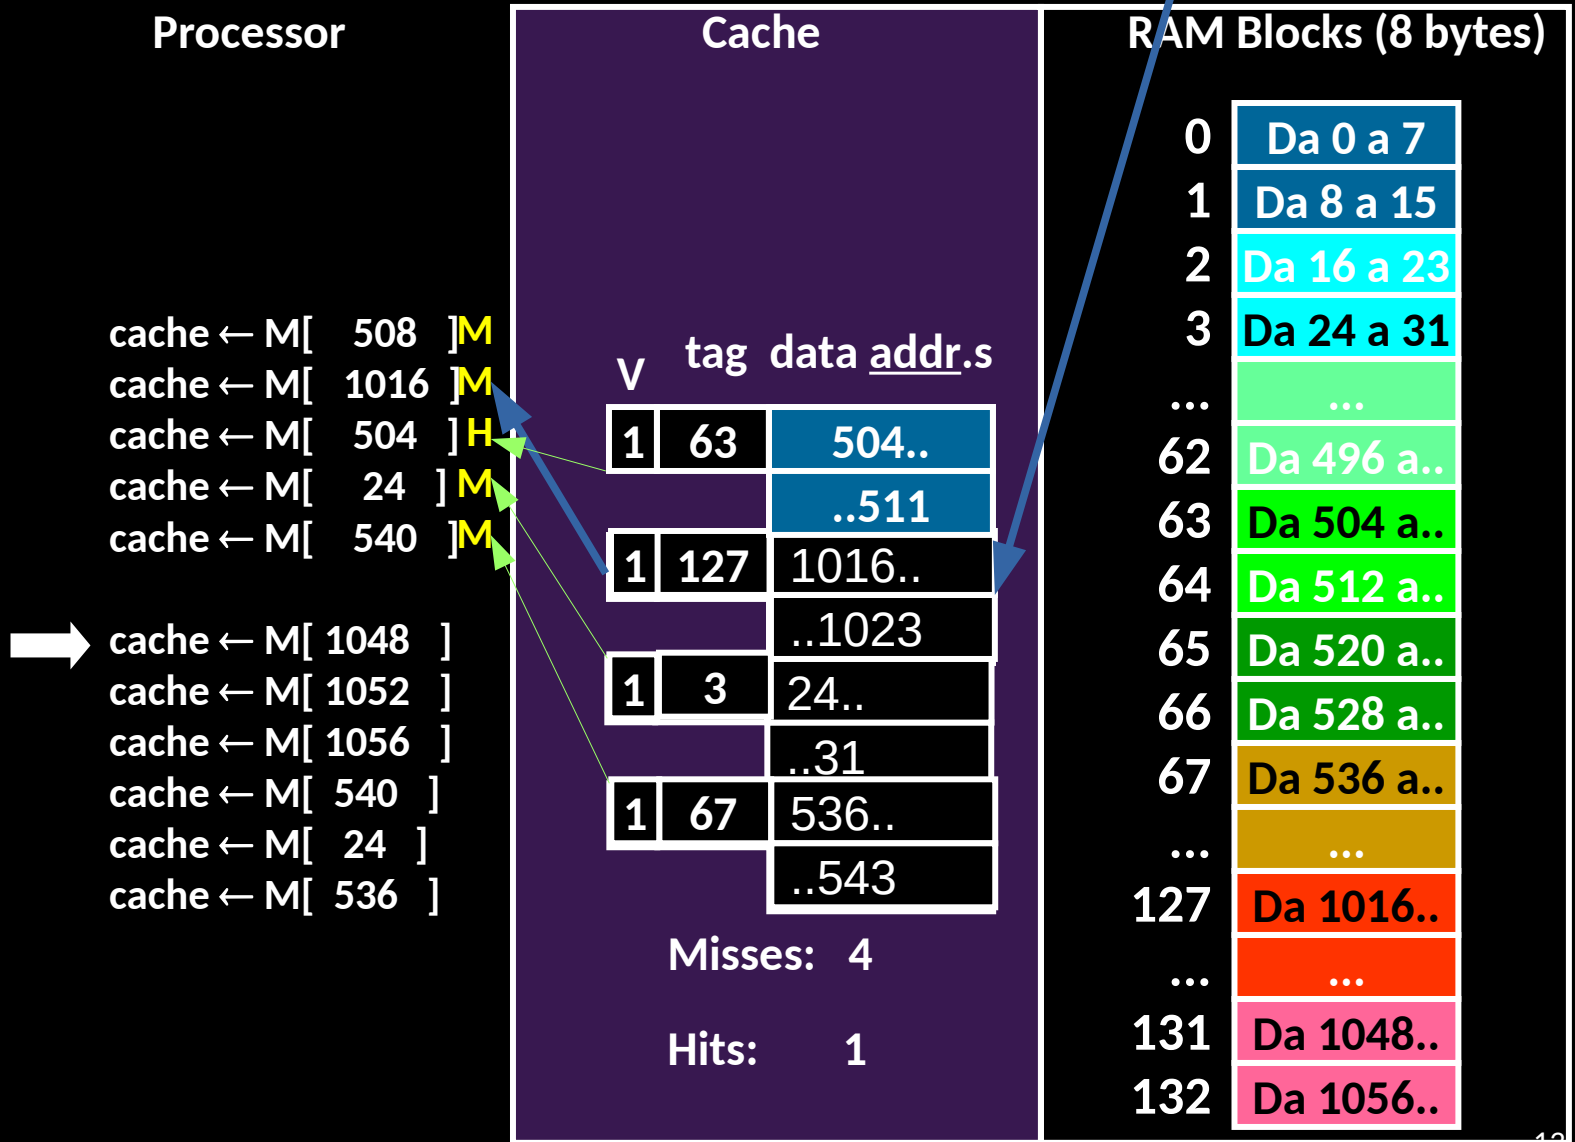 Processor
cache ← M[ 508 ]M
cache ← M[ 1016 ]M
cache ← M[ 504 ] H
cache ← M[ 24 ] M
cache ← M[ 540 ]M
cache ← M[ 1048 ]
cache ← M[ 1052 ]
cache ← M[ 1056 ]
cache ← M[ 540 ]
cache ← M[ 24 ]
cache ← M[ 536 ]
Cache
V tag data addr.s
1 63 504..
..511
1 127 1016..
..1023
1 3 24..
..31
1 67 536..
..543
Misses: 4
Hits: 1
RAM Blocks (8 bytes)
0 Da 0 a 7
1 Da 8 a 15
2 Da 16 a 23
3 Da 24 a 31
... ...
62 Da 496 a..
63 Da 504 a..
64 Da 512 a..
65 Da 520 a..
66 Da 528 a..
67 Da 536 a..
... ...
127 Da 1016..
... ...
131 Da 1048..
132 Da 1056..